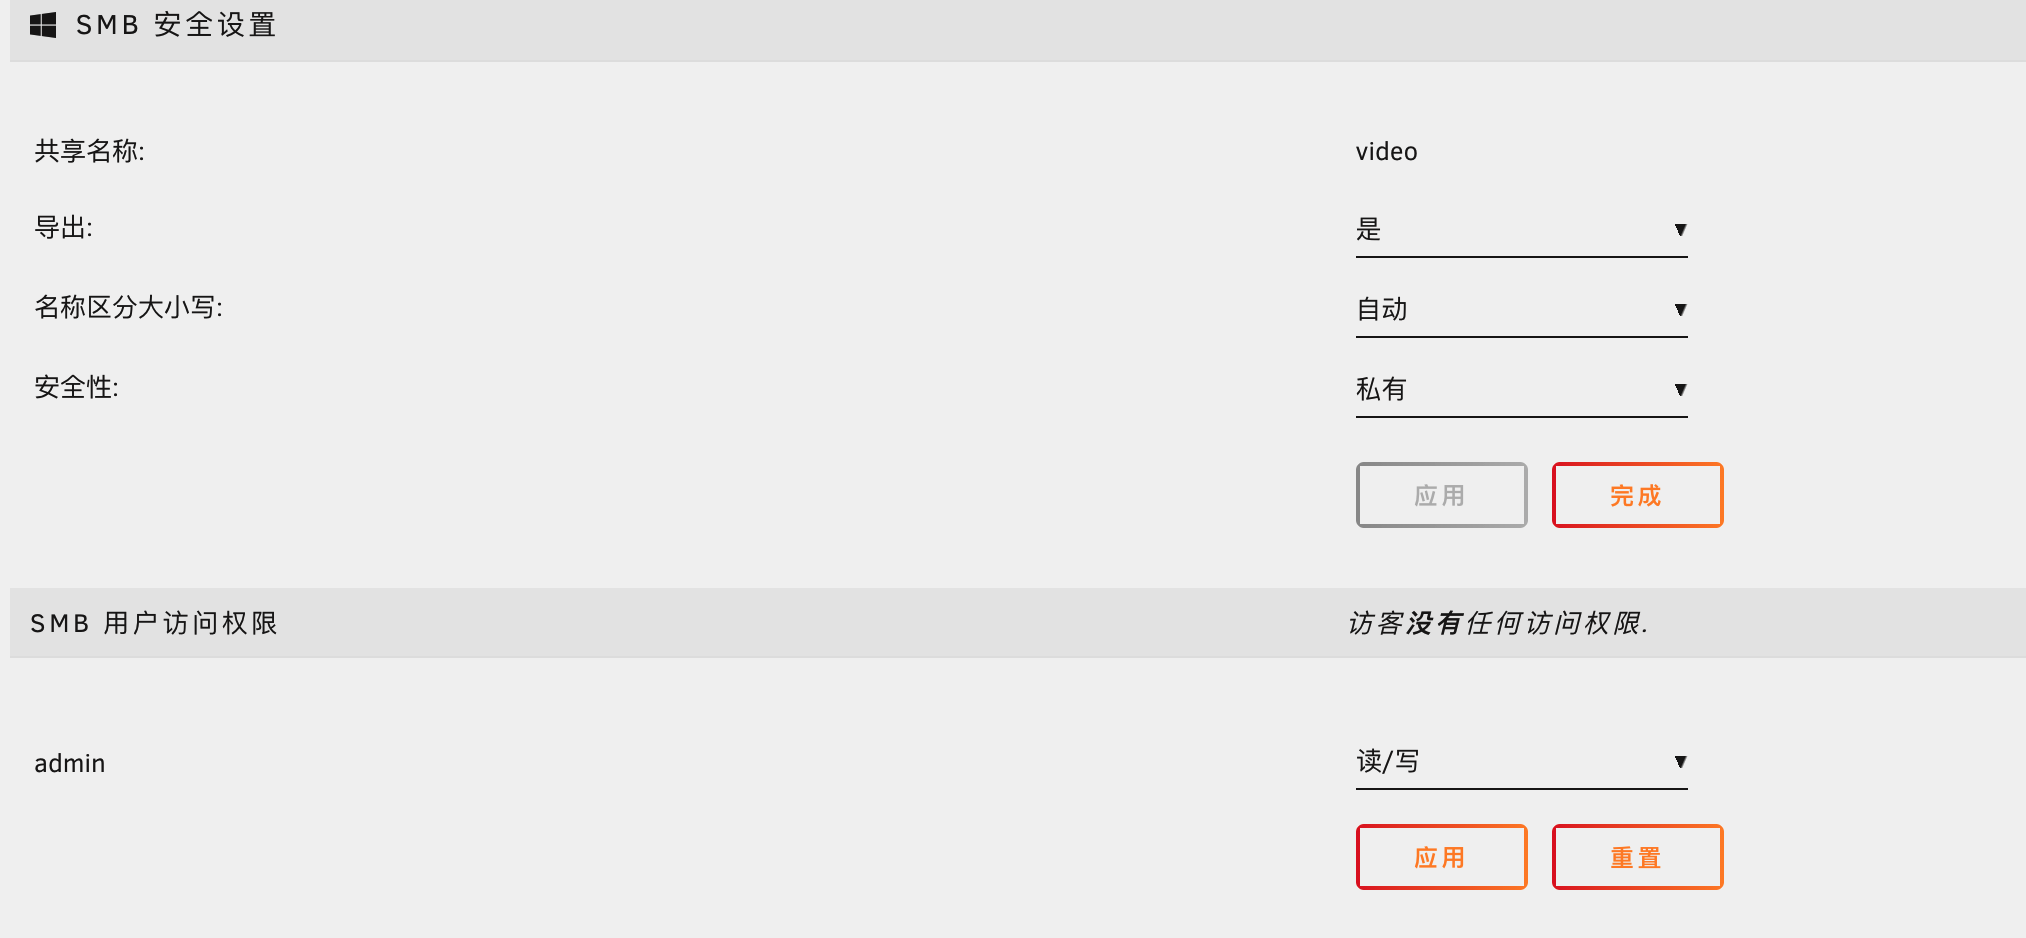 SMB 安全设置
共享名称: video
导出: 是
名称区分大小写: 自动
安全性: 私有
应用 完成
SMB 用户访问权限 访客没有任何访问权限.
admin 读/写
应用 重置